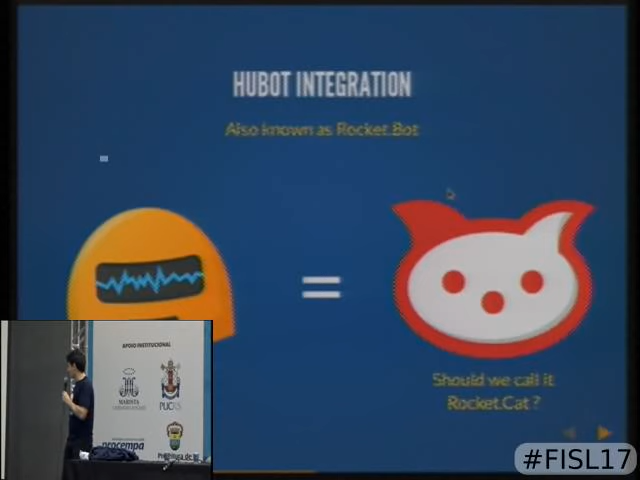 HUBOT INTEGRATION
Also known as Rocket.Bot
=
Should we call it
Rocket.Cat ?
APOIO INSTITUCIONAL
MARISTA
PUCRS
procempa
#FISL17